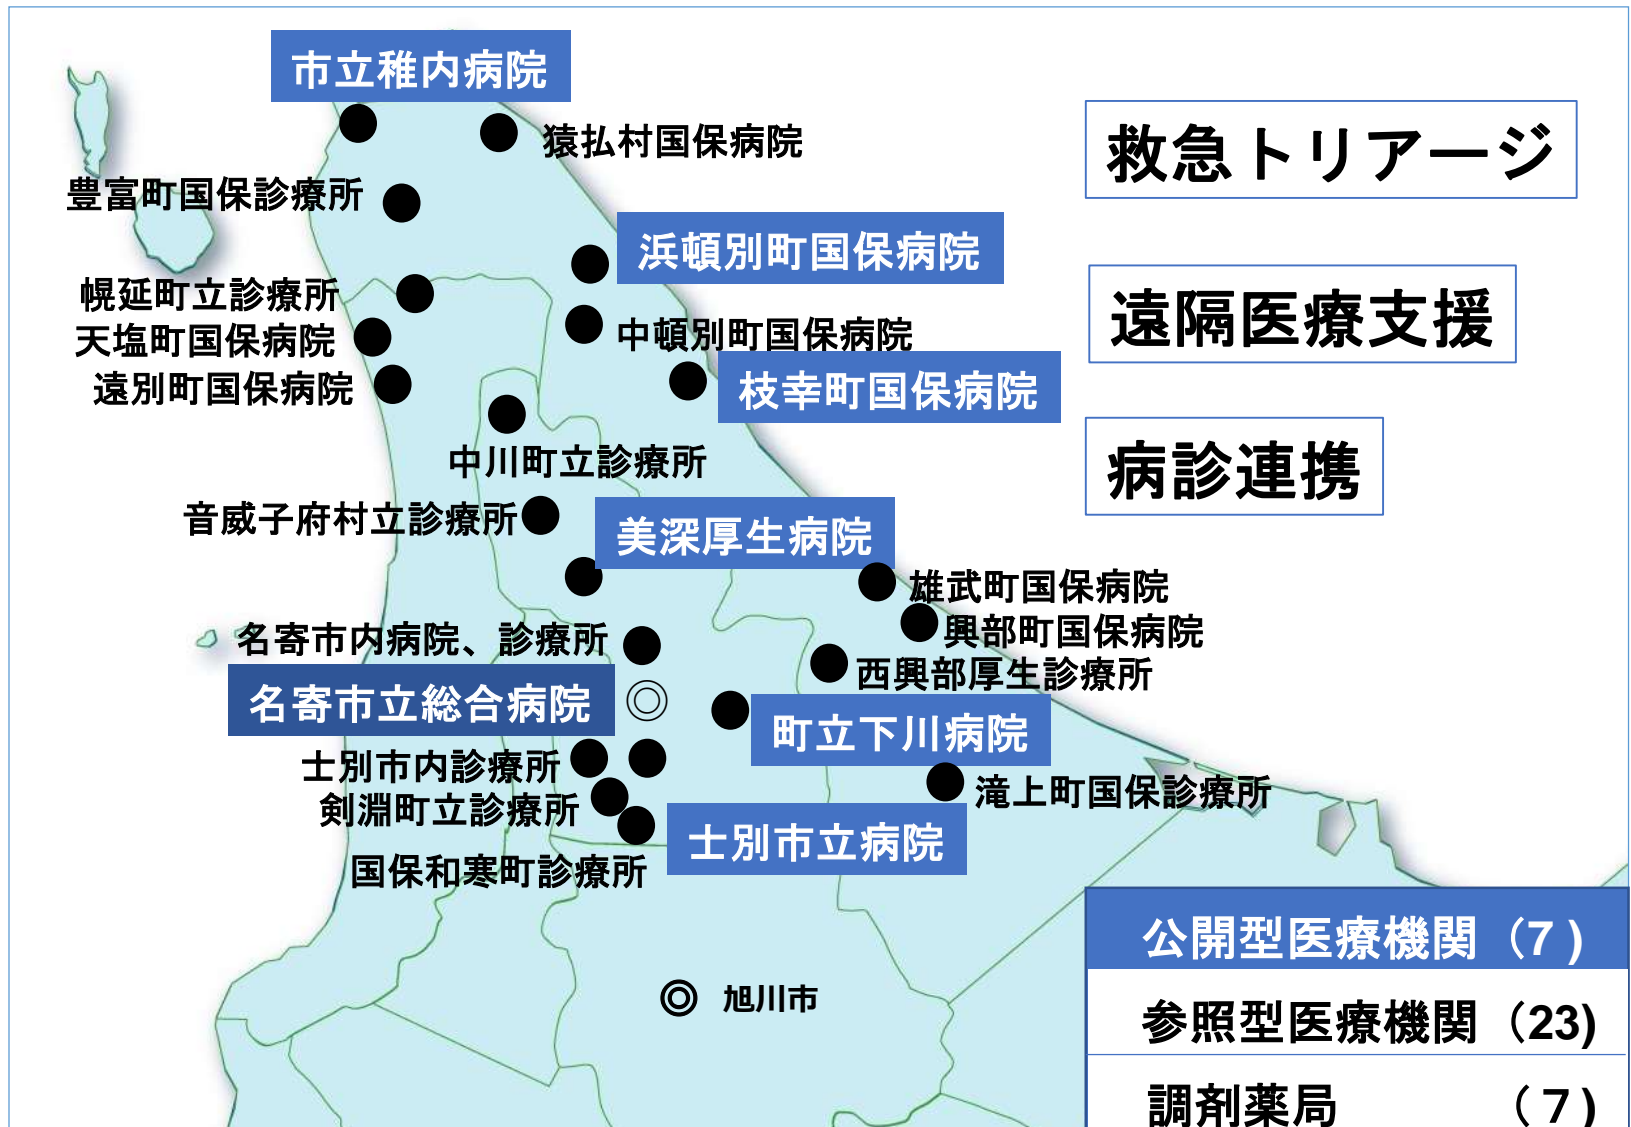 市立稚内病院
猿払村国保病院
救急トリアージ
豊富町国保診療所
浜頓別町国保病院
幌延町立診療所
遠隔医療支援
天塩町国保病院
中頓別町国保病院
遠別町国保病院
枝幸町国保病院
中川町立診療所
病診連携
音威子府村立診療所
美深厚生病院
雄武町国保病院
名寄市内病院、診療所
興部町国保病院
西興部厚生診療所
名寄市立総合病院
町立下川病院
士別市内診療所
滝上町国保診療所
剣淵町立診療所
士別市立病院
国保和寒町診療所
公開型医療機関（7）
参照型医療機関（23)
旭川市
調剤薬局 （7）